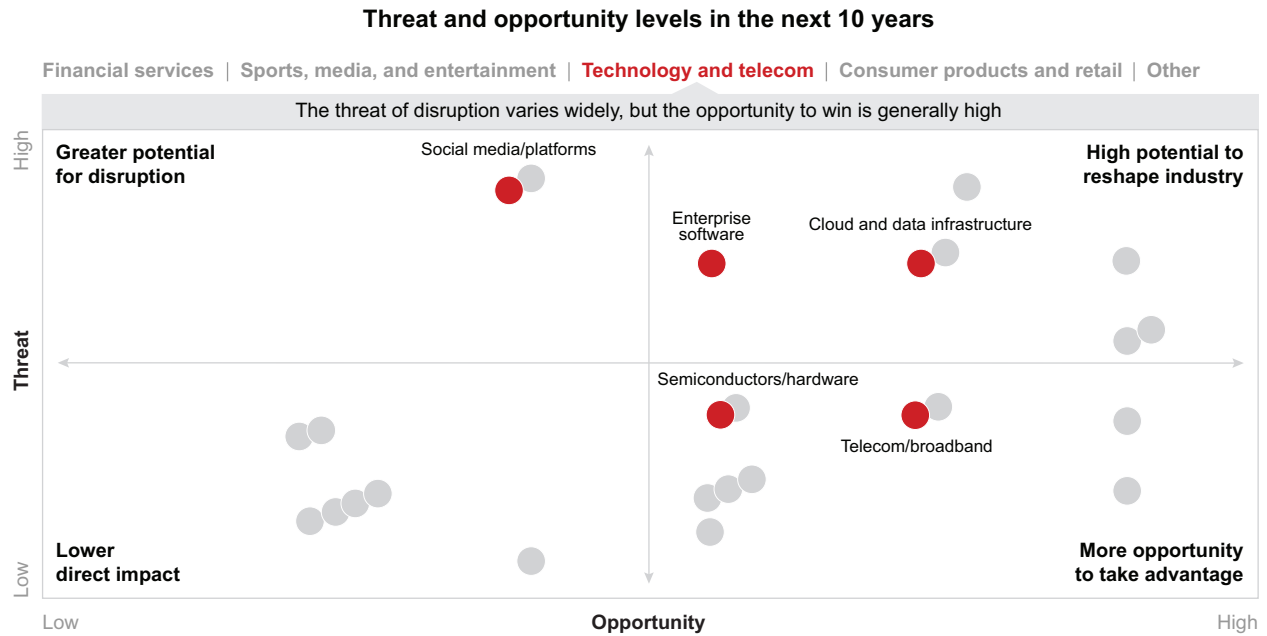 Threat and opportunity levels in the next 10 years
Financial services | Sports, media, and entertainment | Technology and telecom | Consumer products and retail | Other
The threat of disruption varies widely, but the opportunity to win is generally high
High
Greater potential
for disruption
Social media/platforms
High potential to
reshape industry
Enterprise
software
Cloud and data infrastructure
Threat
Semiconductors/hardware
Telecom/broadband
Lower
direct impact
More opportunity
to take advantage
Low
Low
Opportunity
High